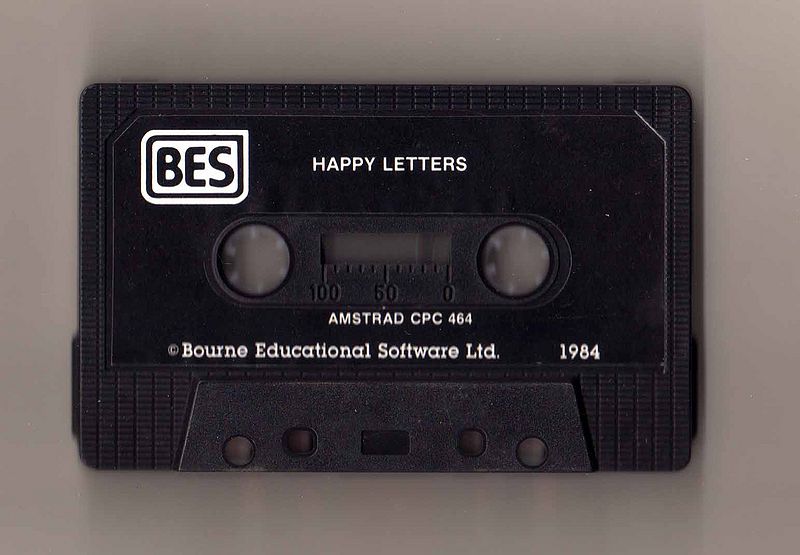 BES
HAPPY LETTERS
100 50 0
AMSTRAD CPC 464
© Bourne Educational Software Ltd. 1984